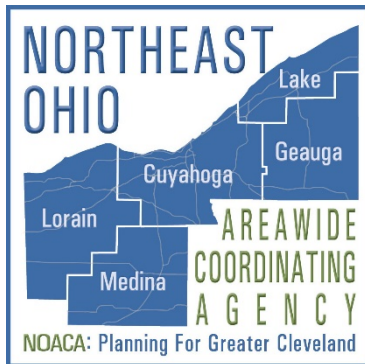 NORTHEAST
OHIO
Lake
Geauga
Cuyahoga
Lorain
Medina
AREAWIDE
COORDINATING
AGENCY
NOACA: Planning For Greater Cleveland